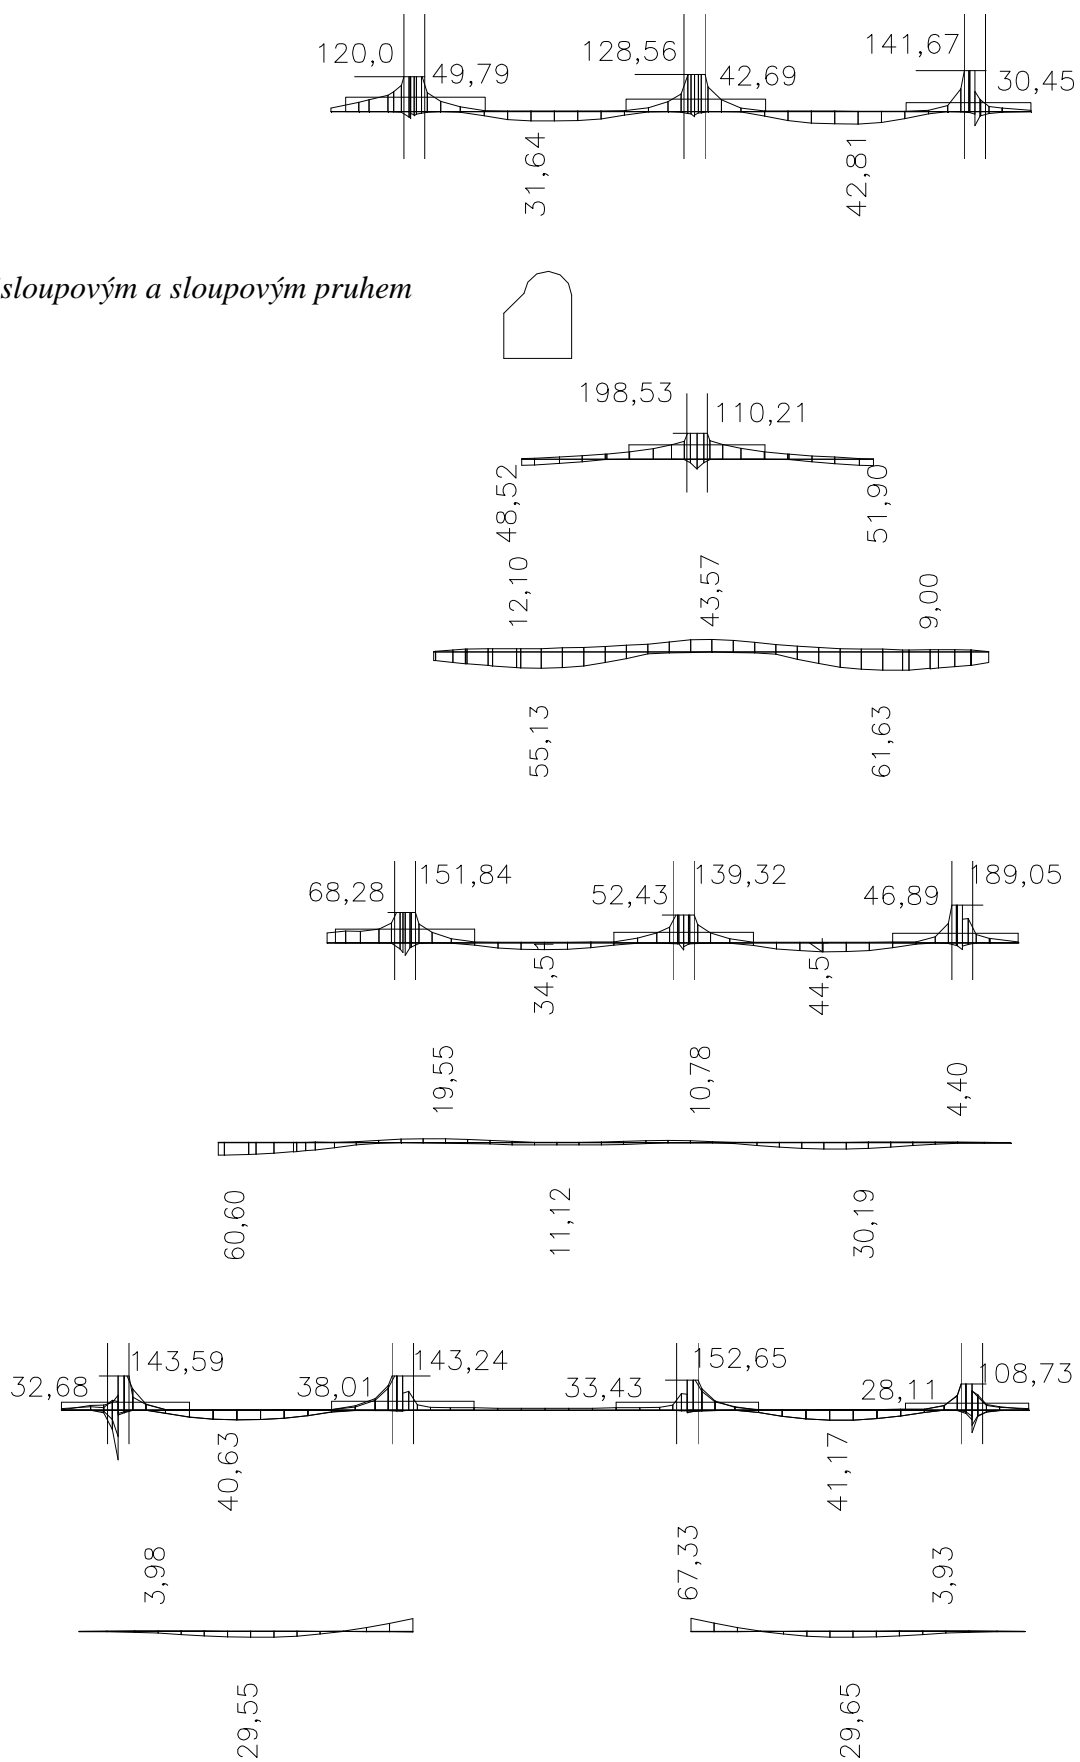 120,0 49,79 128,56 42,69 141,67 30,45
31,64 42,81
sloupovým a sloupovým pruhem
198,53 110,21
48,52 51,90
12,10 43,57 9,00
55,13 61,63
68,28 151,84 52,43 139,32 46,89 189,05
34,5 44,5
19,55 10,78 4,40
60,60 11,12 30,19
32,68 143,59 38,01 143,24 33,43 152,65 28,11 108,73
40,63 41,17
3,98 67,33 3,93
29,55 29,65